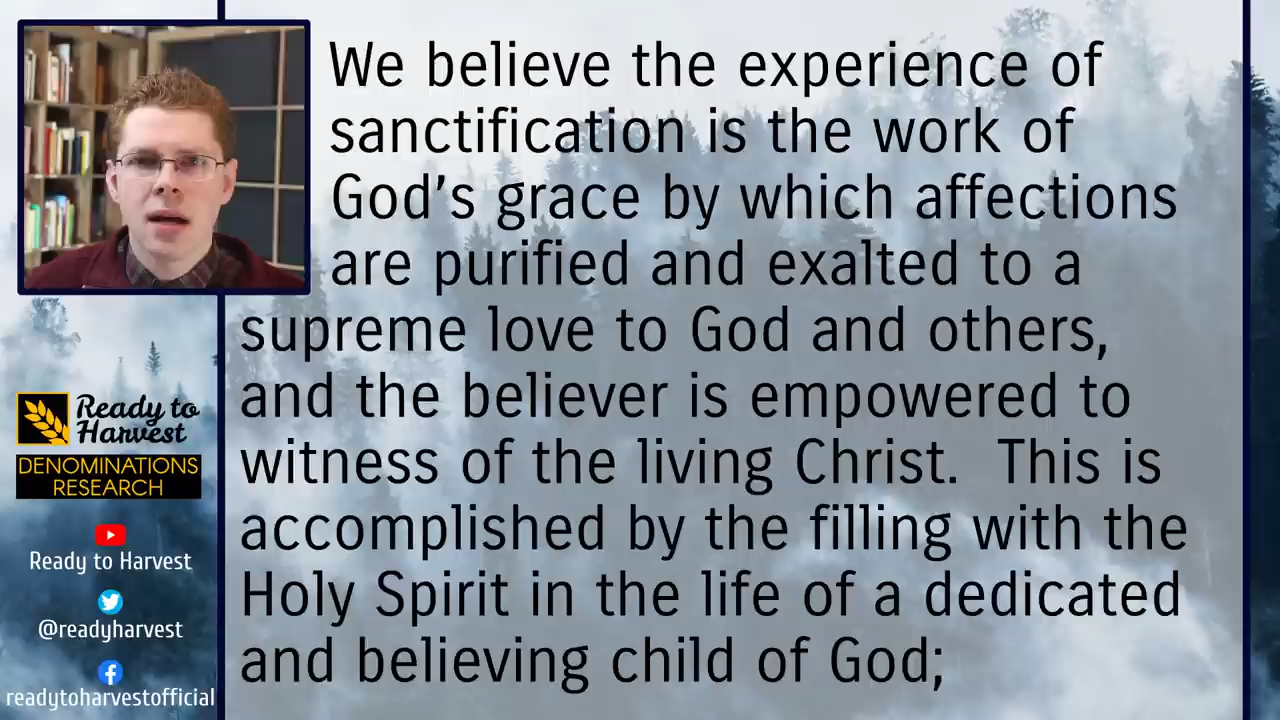 We believe the experience of
sanctification is the work of
God’s grace by which affections
are purified and exalted to a
supreme love to God and others,
and the believer is empowered to
witness of the living Christ.  This is
accomplished by the filling with the
Holy Spirit in the life of a dedicated
and believing child of God;
Ready to
Harvest
DENOMINATIONS
RESEARCH
Ready to Harvest
@readyharvest
readytoharvestofficial